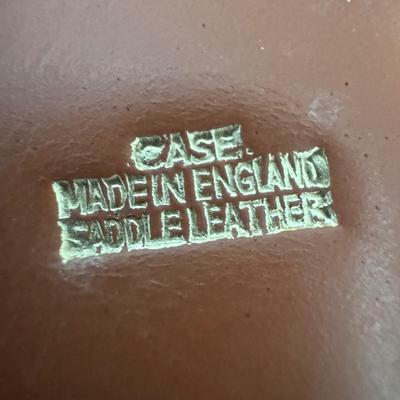 CASE.
MADE IN ENGLAND
SADDLE LEATHER